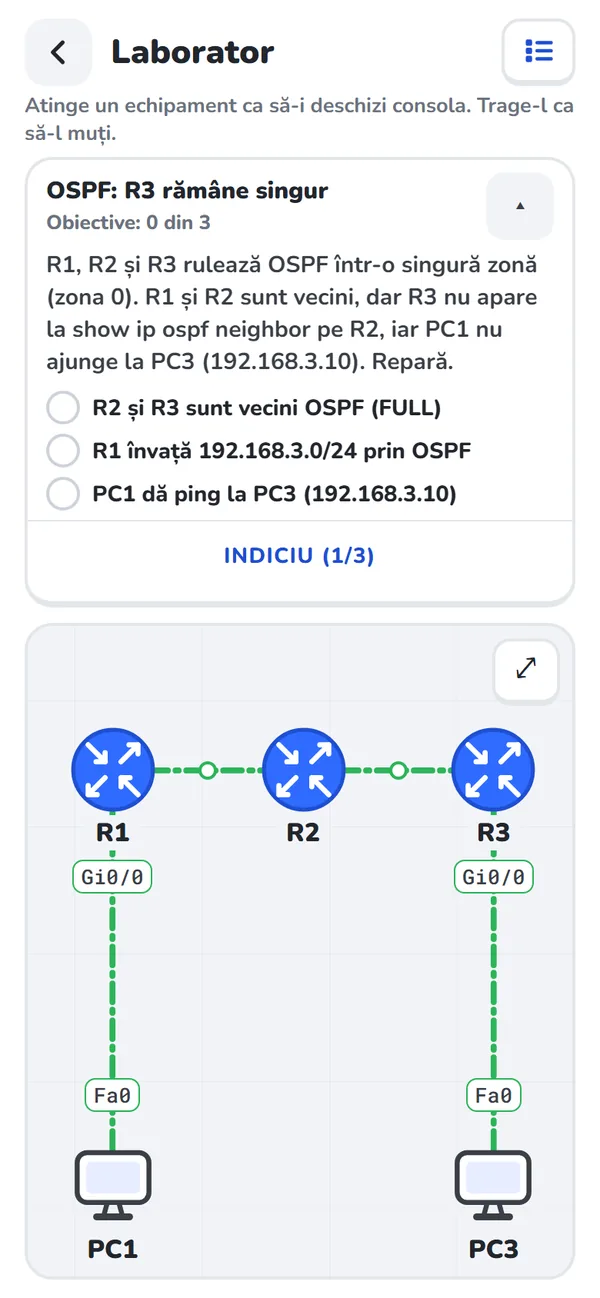 Laborator
Atinge un echipament ca să-i deschizi consola. Trage-l ca
să-l muți.
OSPF: R3 rămâne singur
Obiective: 0 din 3
R1, R2 și R3 rulează OSPF într-o singură zonă
(zona 0). R1 și R2 sunt vecini, dar R3 nu apare
la show ip ospf neighbor pe R2, iar PC1 nu
ajunge la PC3 (192.168.3.10). Repară.
R2 și R3 sunt vecini OSPF (FULL)
R1 învață 192.168.3.0/24 prin OSPF
PC1 dă ping la PC3 (192.168.3.10)
INDICIU (1/3)
R1 R2 R3
Gi0/0 Gi0/0
Fa0 Fa0
PC1 PC3